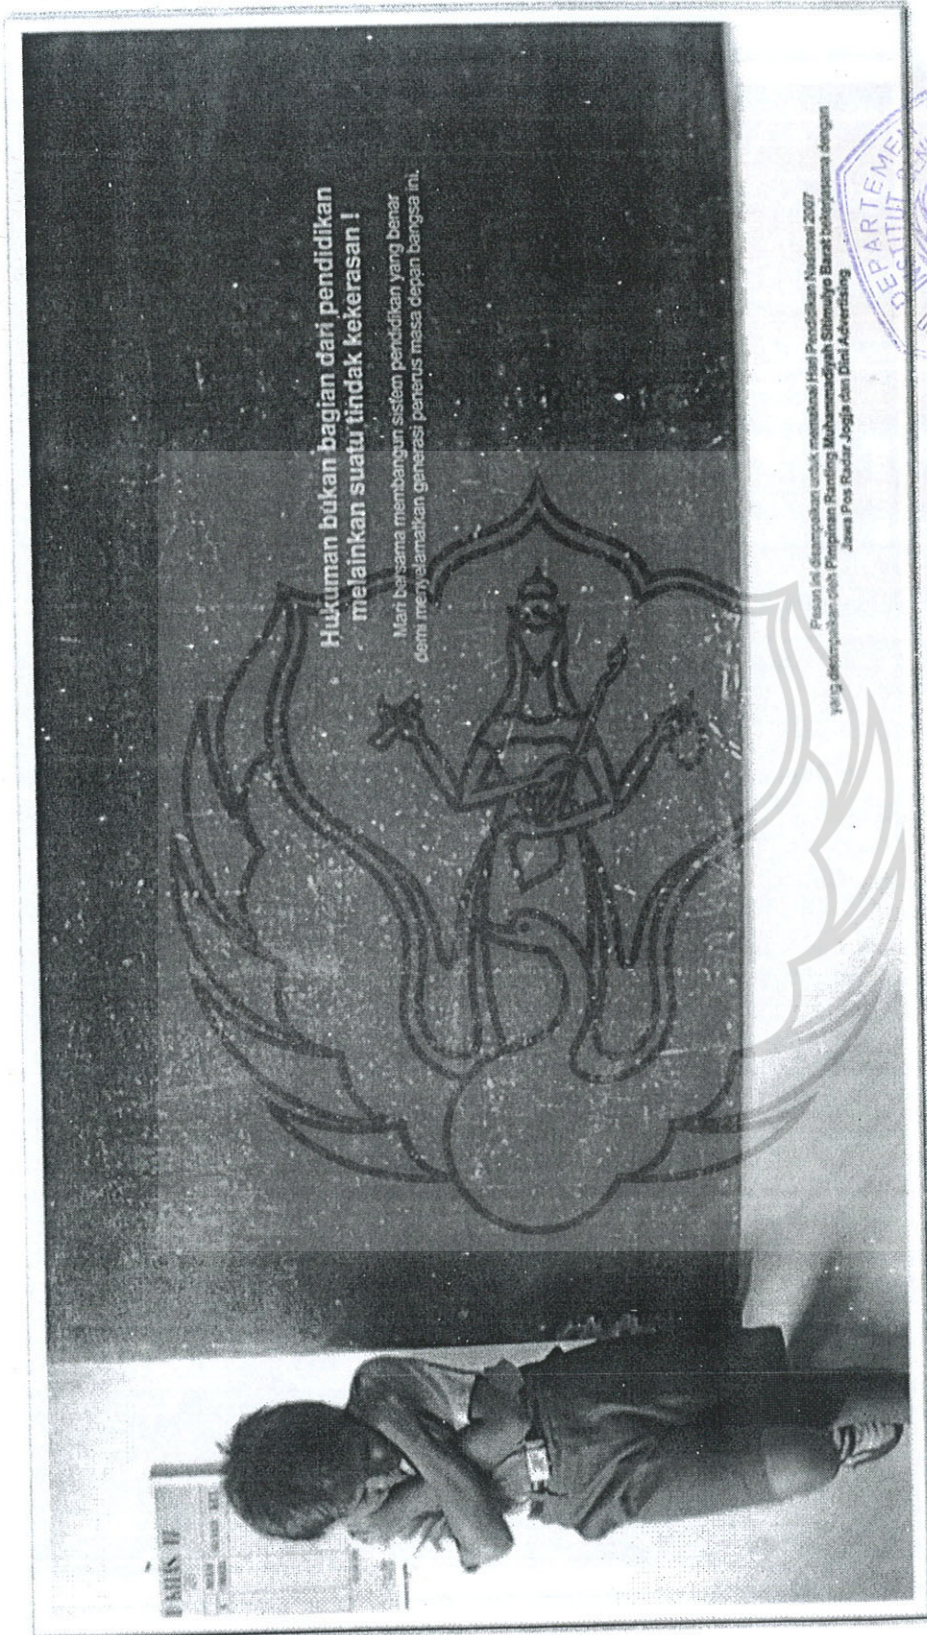 Hukuman bukan bagian dari pendidikan
melainkan suatu tindak kekerasan !
Mari bersama membangun sistem pendidikan yang benar
demi menyelamatkan generasi penerus masa depan bangsa ini.
Pesan ini disampaikan untuk memaknai Hari Pendidikan Nasional 2007
yang disampaikan oleh Pimpinan Ranting Muhammadiyah Sitimulyo Barat bekerjasama dengan
Jawa Pos Radar Jogja dan Dini Advertising
DEPARTEMEN
INSTITUT